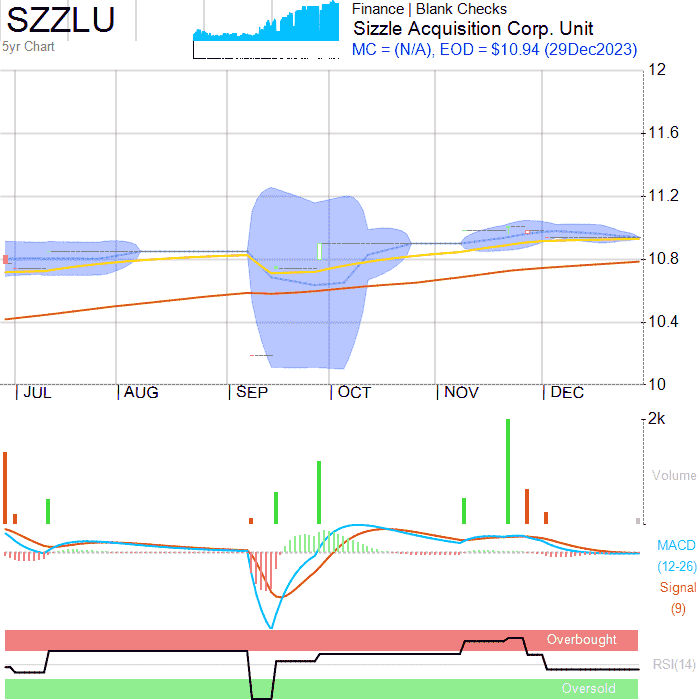 SZZLU
5yr Chart
Finance | Blank Checks
Sizzle Acquisition Corp. Unit
MC = (N/A), EOD = $10.94 (29Dec2023)
12
11.6
11.2
10.8
10.4
10
JUL AUG SEP OCT NOV DEC
2k
Volume
MACD
(12-26)
Signal
(9)
Overbought
RSI(14)
Oversold